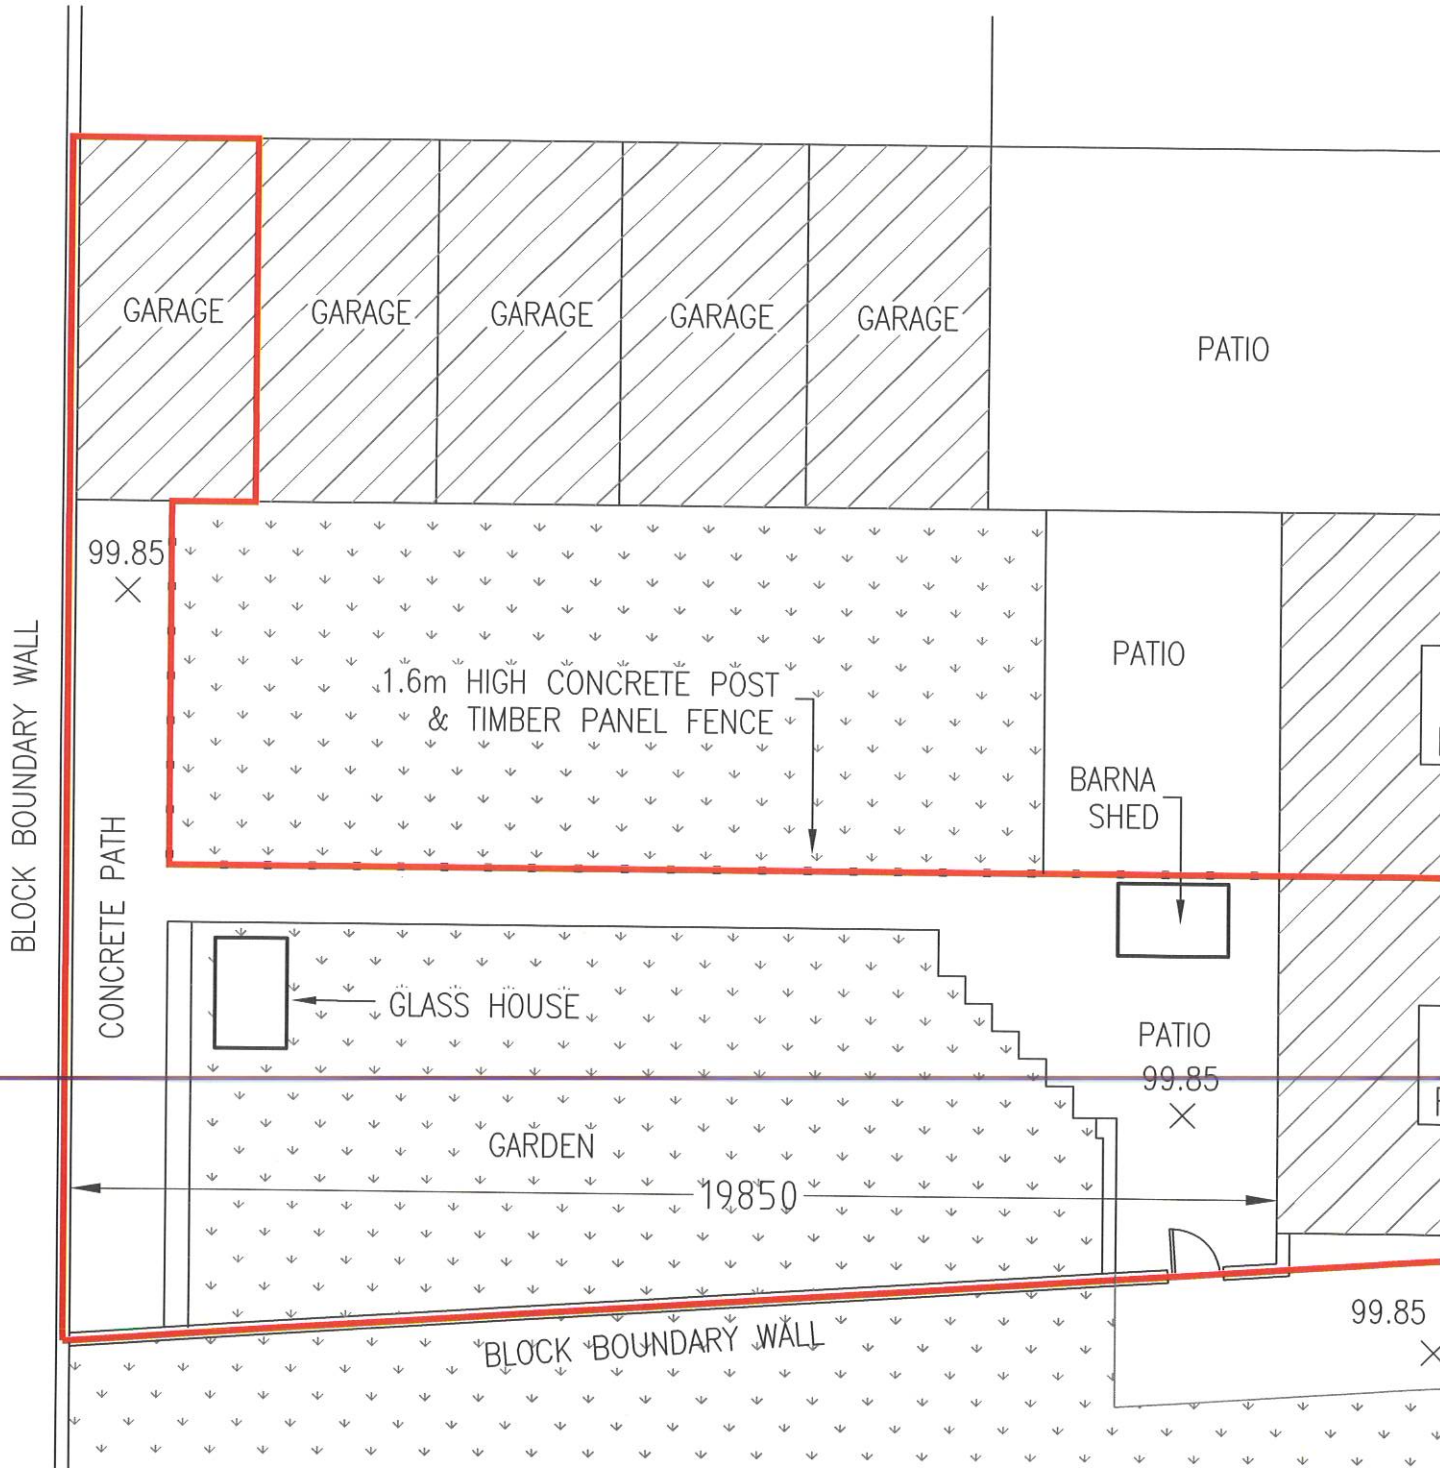 GARAGE
GARAGE
GARAGE
GARAGE
GARAGE
PATIO
99.85
BLOCK BOUNDARY WALL
1.6m HIGH CONCRETE POST
& TIMBER PANEL FENCE
PATIO
BARNA
SHED
CONCRETE PATH
GLASS HOUSE
PATIO
99.85
GARDEN
19850
BLOCK BOUNDARY WALL
99.85